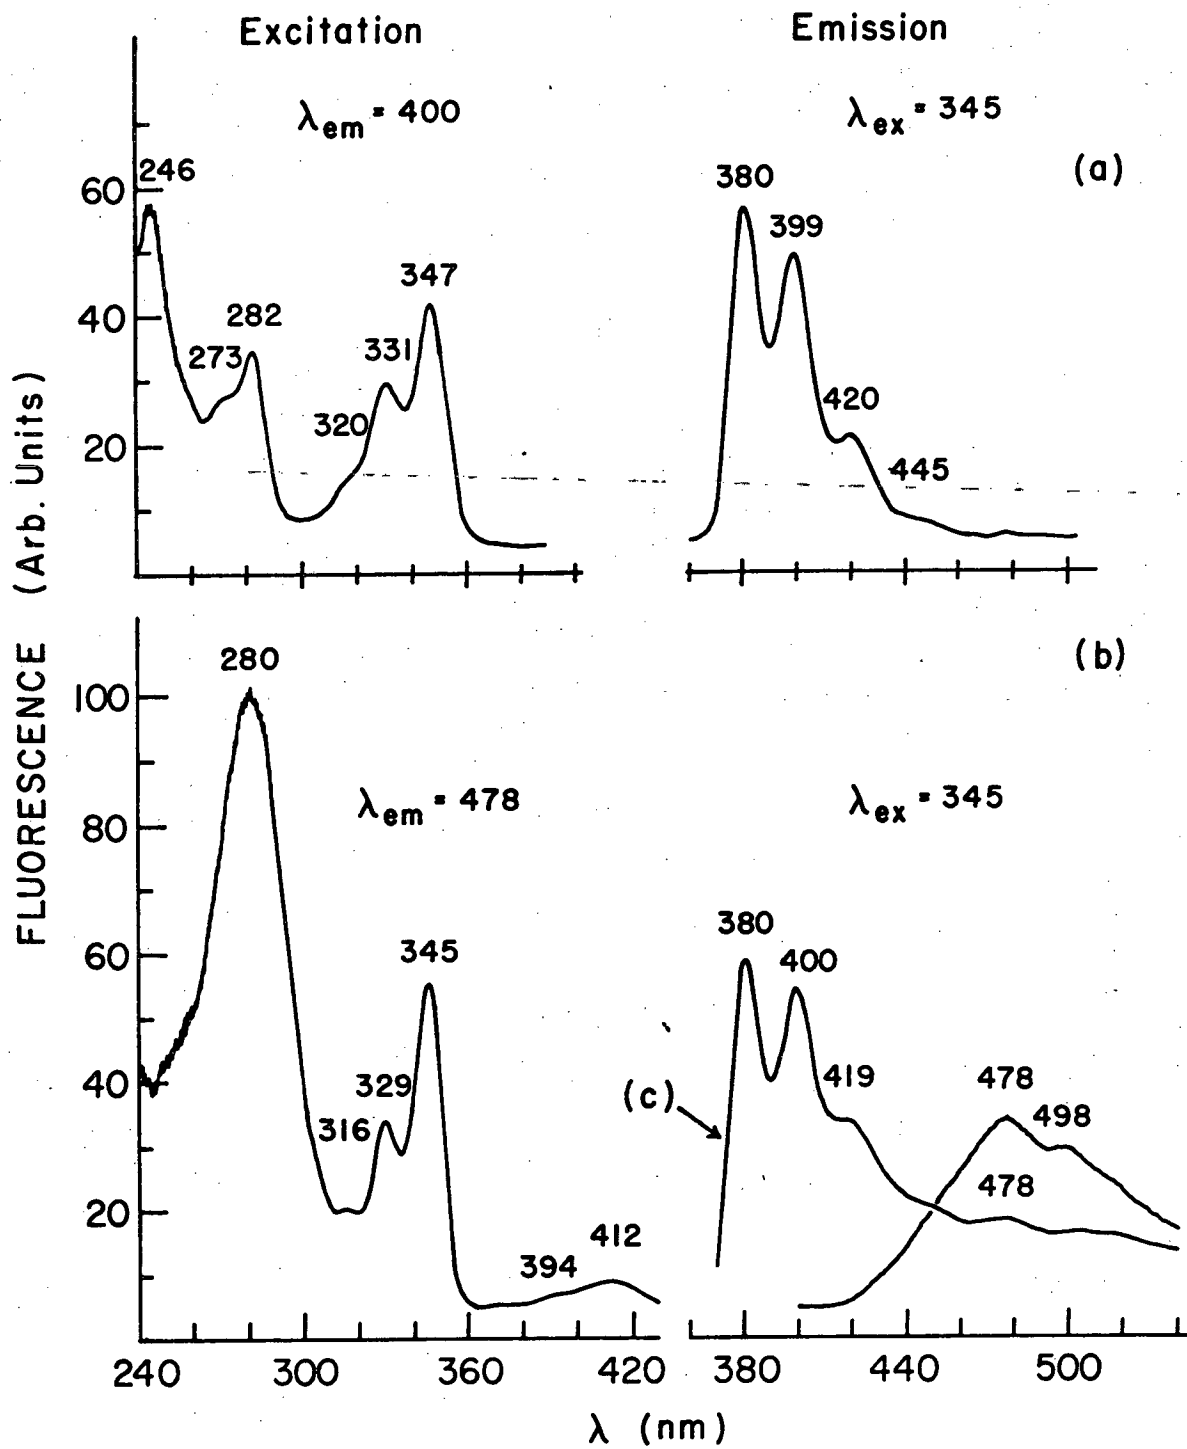 Excitation
Emission
λem = 400
λex = 345
(a)
246
273
282
320
331
347
380
399
420
445
60
40
20
FLUORESCENCE (Arb. Units)
(b)
λem = 478
λex = 345
280
316
329
345
394
412
(c)
380
400
419
478
498
478
100
80
60
40
20
240 300 360 420 380 440 500
λ (nm)